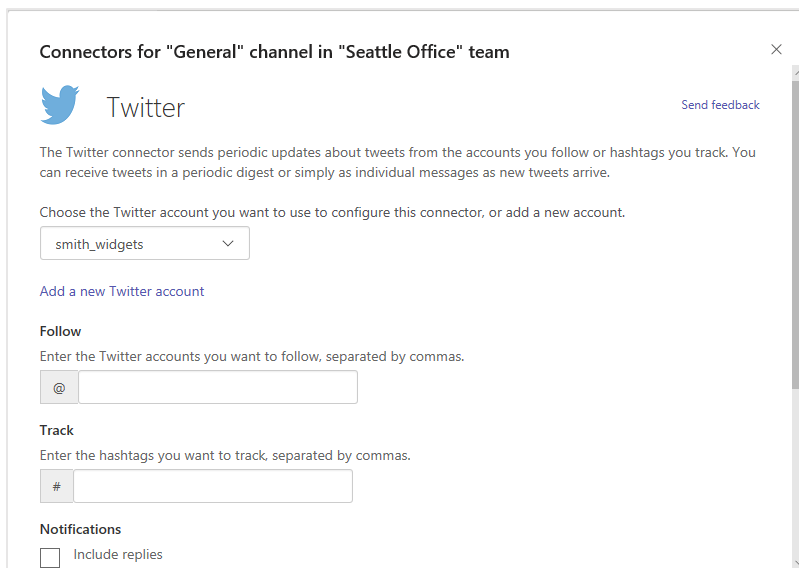 Connectors for "General" channel in "Seattle Office" team
Twitter
Send feedback
The Twitter connector sends periodic updates about tweets from the accounts you follow or hashtags you track. You
can receive tweets in a periodic digest or simply as individual messages as new tweets arrive.
Choose the Twitter account you want to use to configure this connector, or add a new account.
smith_widgets
Add a new Twitter account
Follow
Enter the Twitter accounts you want to follow, separated by commas.
@
Track
Enter the hashtags you want to track, separated by commas.
#
Notifications
Include replies